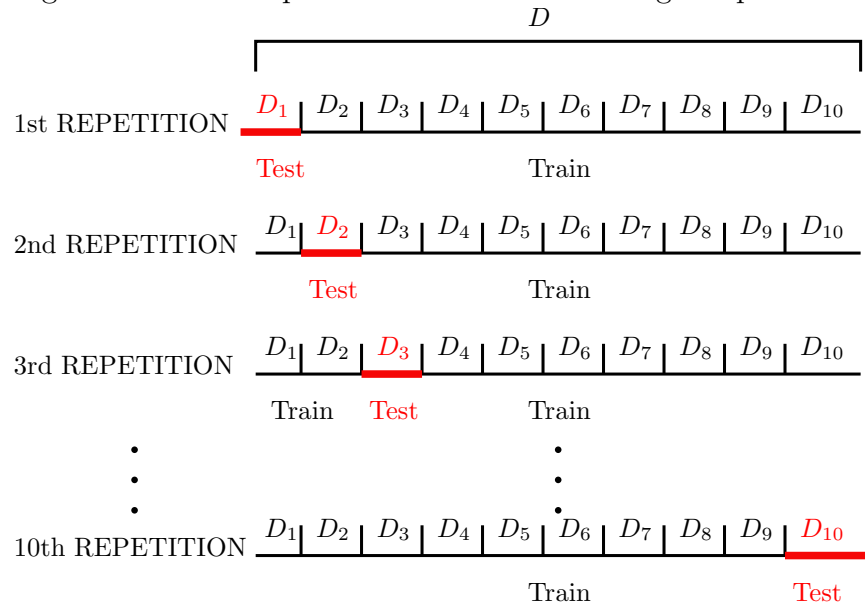 D
1st REPETITION D₁ D₂ D₃ D₄ D₅ D₆ D₇ D₈ D₉ D₁₀
Test Train
2nd REPETITION D₁ D₂ D₃ D₄ D₅ D₆ D₇ D₈ D₉ D₁₀
Test Train
3rd REPETITION D₁ D₂ D₃ D₄ D₅ D₆ D₇ D₈ D₉ D₁₀
Train Test Train
10th REPETITION D₁ D₂ D₃ D₄ D₅ D₆ D₇ D₈ D₉ D₁₀
Train Test